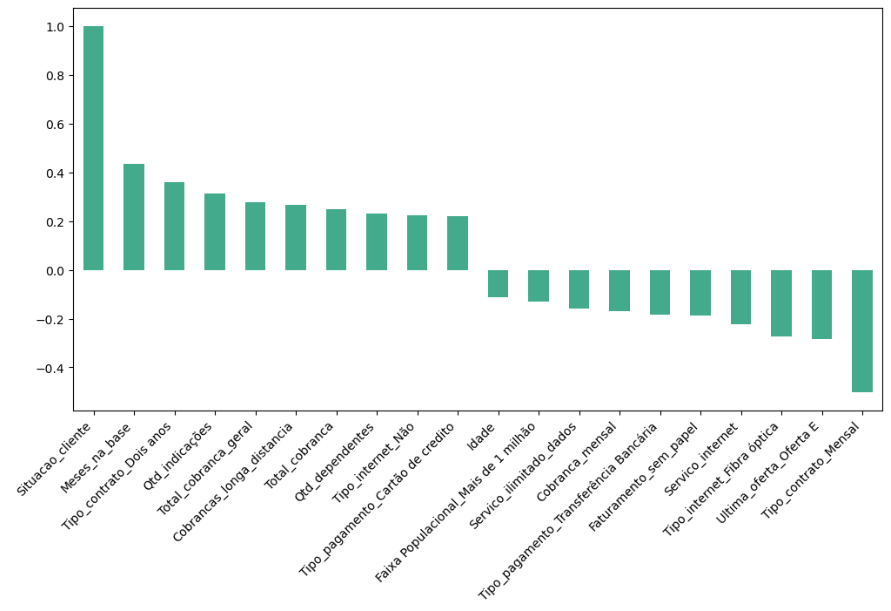 1.0
0.8
0.6
0.4
0.2
0.0
−0.2
−0.4
Situacao_cliente
Meses_na_base
Tipo_contrato_Dois anos
Qtd_indicações
Total_cobranca_geral
Cobrancas_longa_distancia
Total_cobranca
Qtd_dependentes
Tipo_internet_Não
Tipo_pagamento_Cartão de credito
Idade
Faixa Populacional_Mais de 1 milhão
Servico_ilimitado_dados
Cobranca_mensal
Tipo_pagamento_Transferência Bancária
Faturamento_sem_papel
Servico_internet
Tipo_internet_Fibra óptica
Ultima_oferta_Oferta E
Tipo_contrato_Mensal